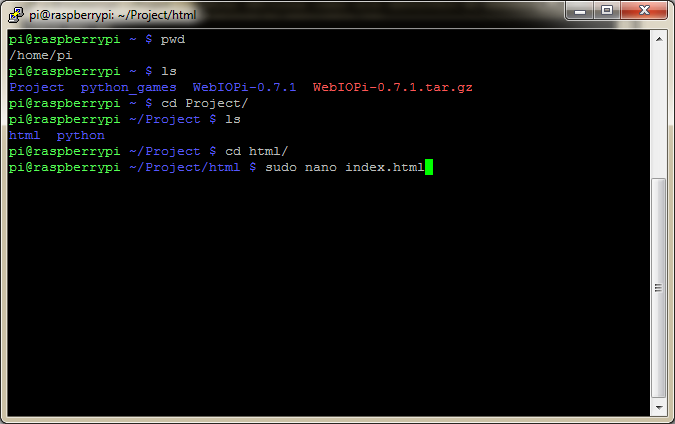 pi@raspberrypi: ~/Project/html
pi@raspberrypi ~ $ pwd
/home/pi
pi@raspberrypi ~ $ ls
Project  python_games  WebIOPi-0.7.1  WebIOPi-0.7.1.tar.gz
pi@raspberrypi ~ $ cd Project/
pi@raspberrypi ~/Project $ ls
html  python
pi@raspberrypi ~/Project $ cd html/
pi@raspberrypi ~/Project/html $ sudo nano index.html